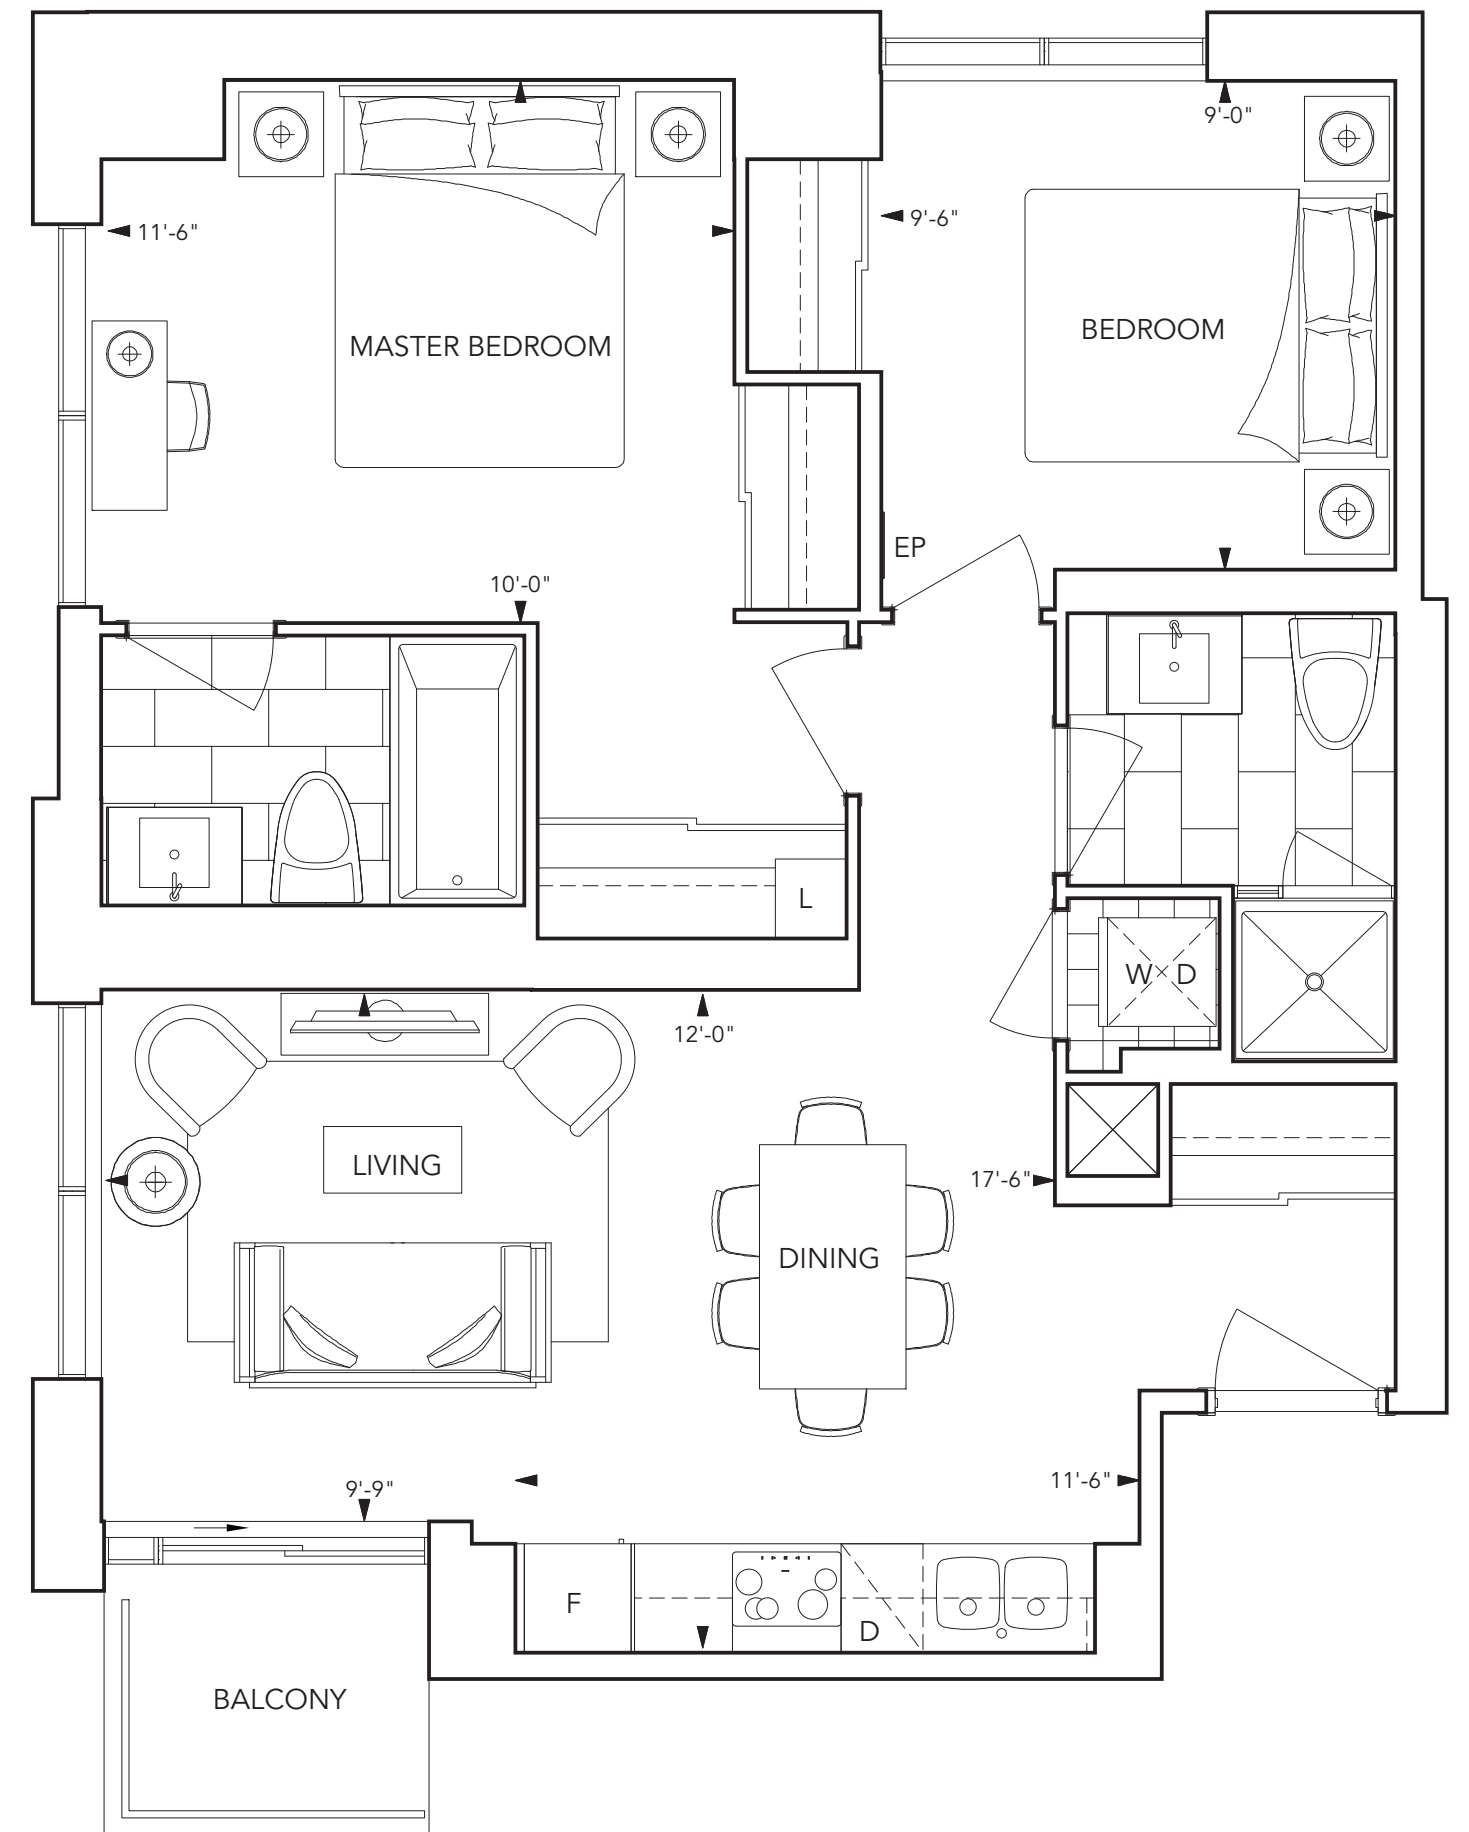 9'-0"
11'-6"
9'-6"
MASTER BEDROOM
BEDROOM
EP
10'-0"
L
W D
12'-0"
LIVING
17'-6"
DINING
9'-9"
11'-6"
F
D
BALCONY